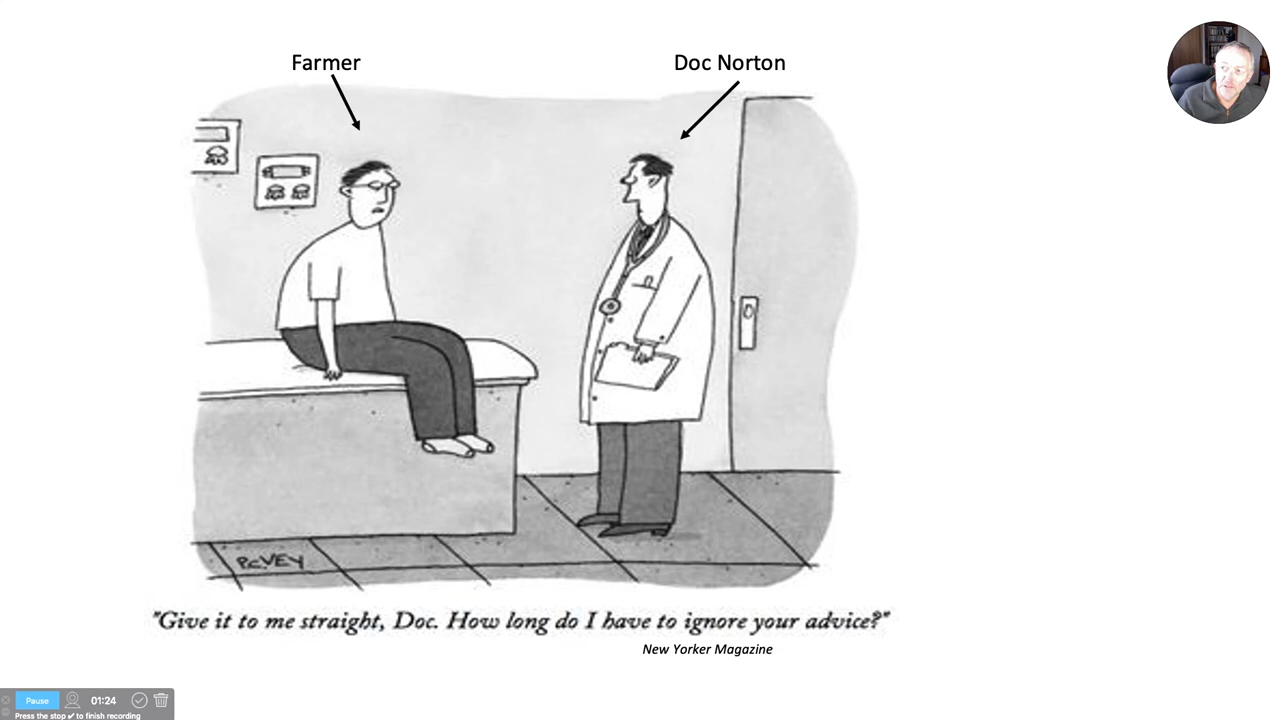 Farmer
Doc Norton
P.C.VEY
"Give it to me straight, Doc. How long do I have to ignore your advice?"
New Yorker Magazine
Pause
01:24
Press the stop ✔ to finish recording